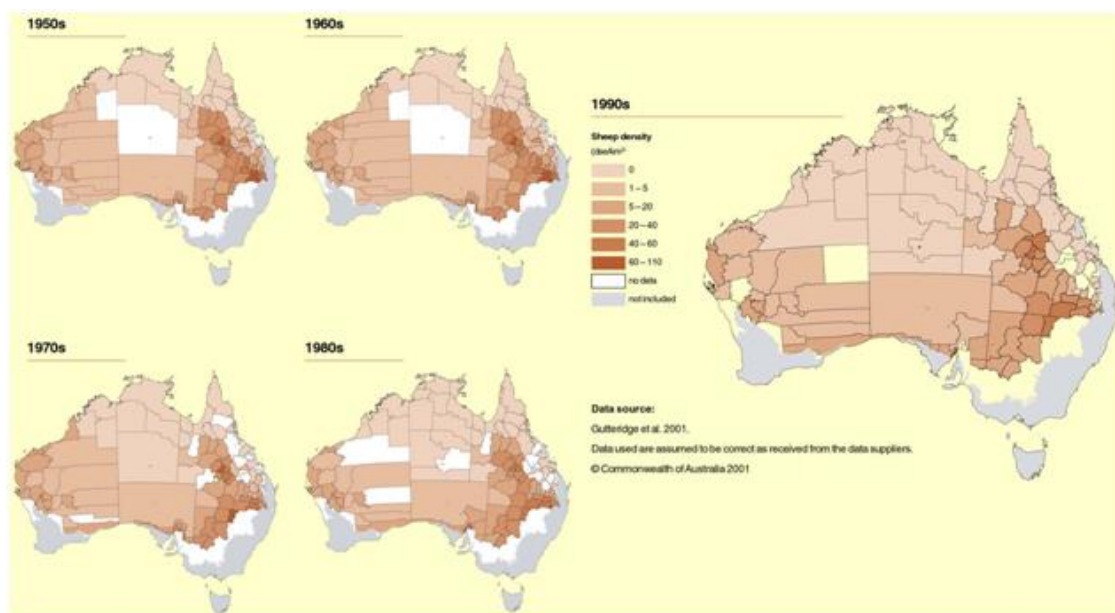 1950s
1960s
1990s
Sheep density
(dse/km²
0
1 – 5
5 – 20
20 – 40
40 – 60
60 – 110
no data
not included
1970s
1980s
Data source:
Gutteridge et al. 2001.
Data used are assumed to be correct as received from the data suppliers.
© Commonwealth of Australia 2001